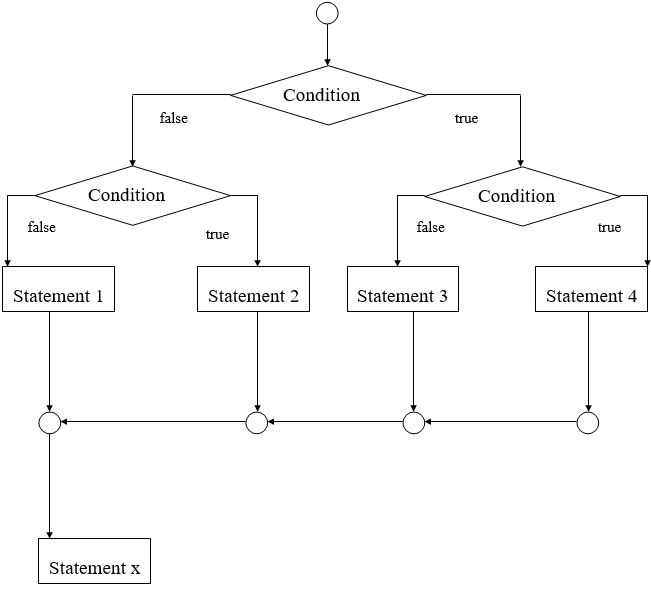 Condition
false
true
Condition
Condition
false
true
false
true
Statement 1
Statement 2
Statement 3
Statement 4
Statement x